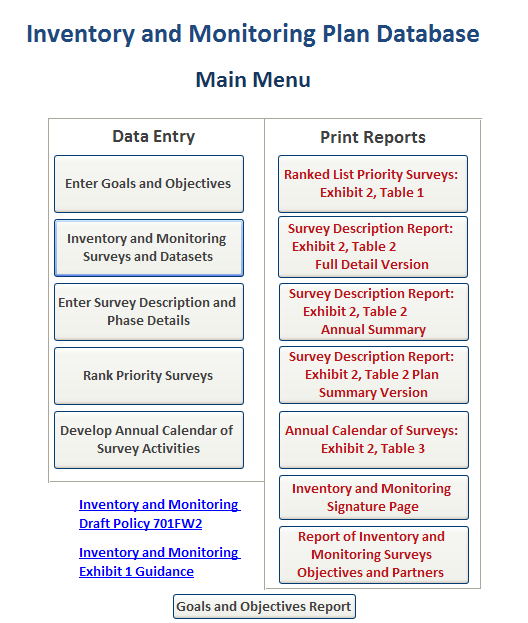 Inventory and Monitoring Plan Database
Main Menu
Data Entry
Enter Goals and Objectives
Inventory and Monitoring
Surveys and Datasets
Enter Survey Description and
Phase Details
Rank Priority Surveys
Develop Annual Calendar of
Survey Activities
Inventory and Monitoring
Draft Policy 701FW2
Inventory and Monitoring
Exhibit 1 Guidance
Print Reports
Ranked List Priority Surveys:
Exhibit 2, Table 1
Survey Description Report:
Exhibit 2, Table 2
Full Detail Version
Survey Description Report:
Exhibit 2, Table 2
Annual Summary
Survey Description Report:
Exhibit 2, Table 2 Plan
Summary Version
Annual Calendar of Surveys:
Exhibit 2, Table 3
Inventory and Monitoring
Signature Page
Report of Inventory and
Monitoring Surveys
Objectives and Partners
Goals and Objectives Report